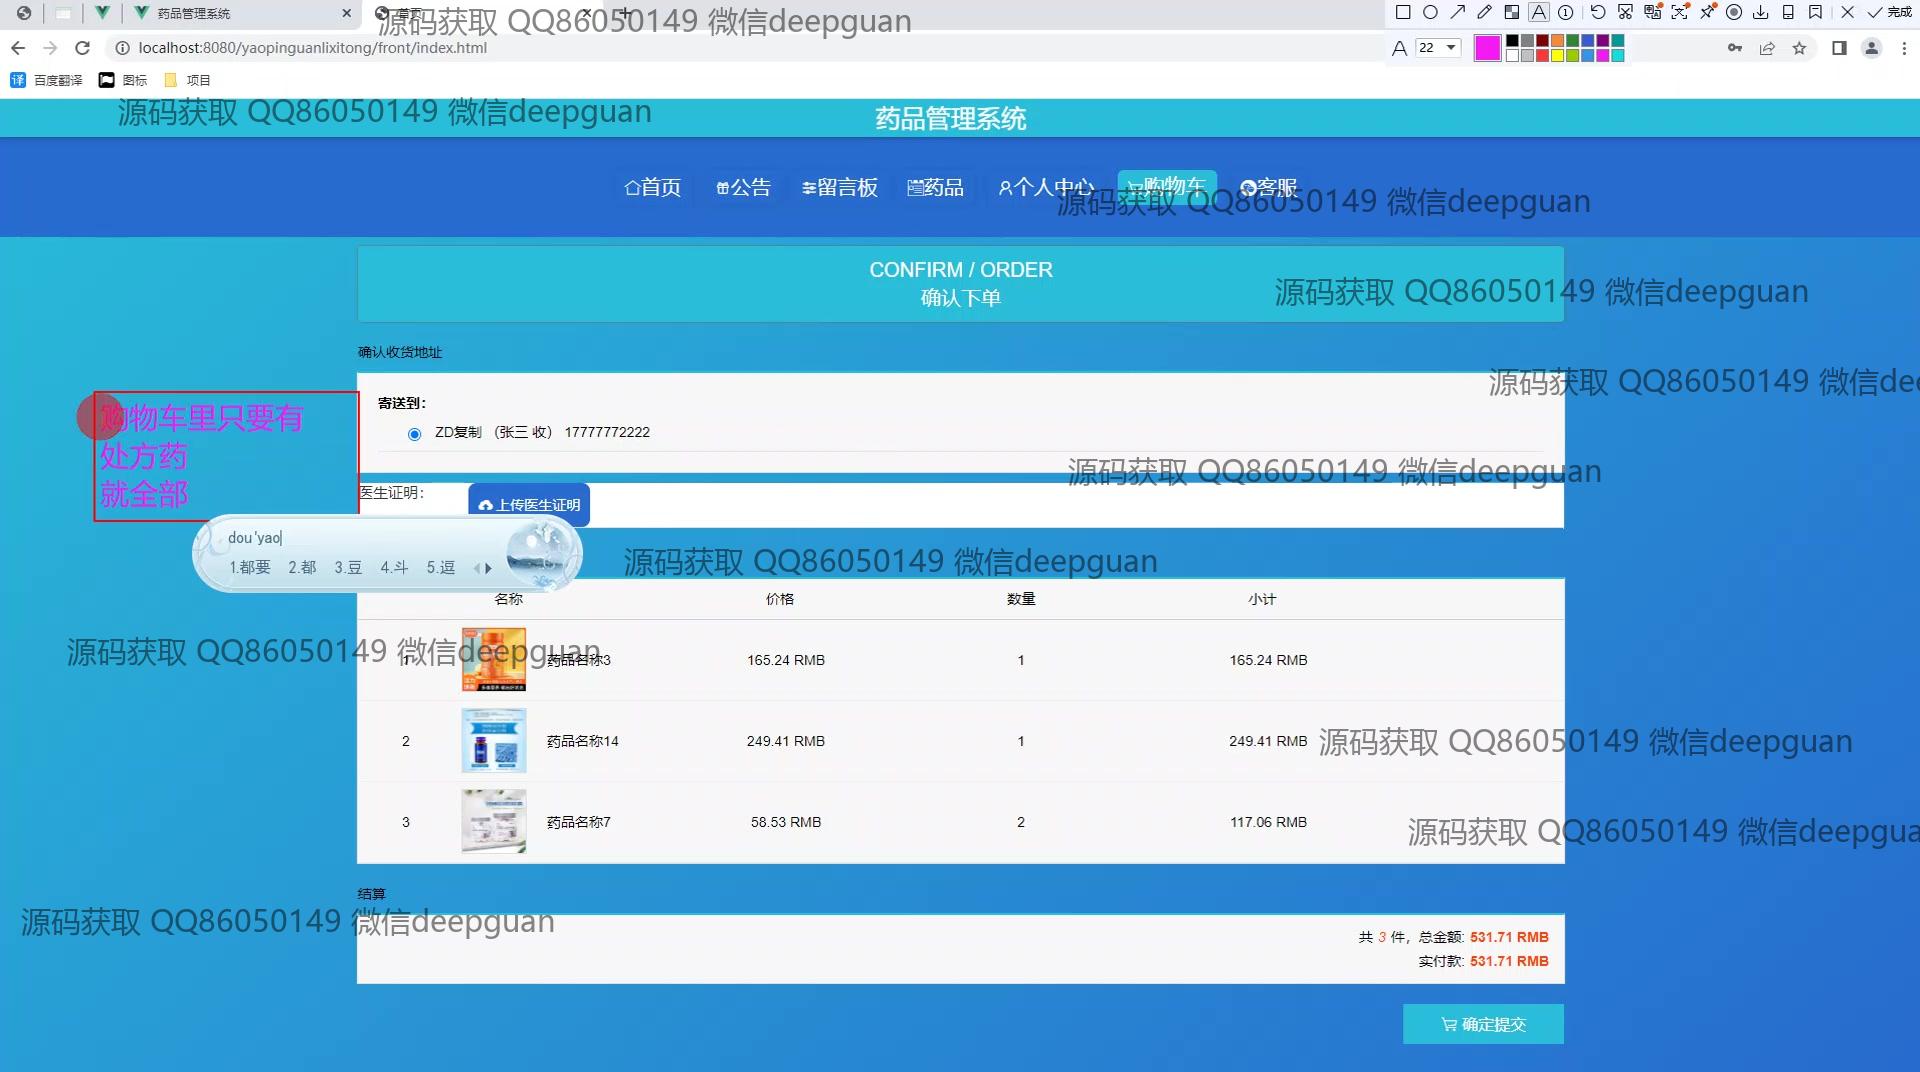 药品管理系统
首页
源码获取 QQ86050149 微信deepguan
完成
localhost:8080/yaopinguanlixitong/front/index.html
A 22
译 百度翻译 图标 项目
源码获取 QQ86050149 微信deepguan
药品管理系统
首页 公告 留言板 药品 个人中心 购物车 客服
源码获取 QQ86050149 微信deepguan
CONFIRM / ORDER
确认下单
源码获取 QQ86050149 微信deepguan
确认收货地址
源码获取 QQ86050149 微信dee
寄送到：
ZD复制 （张三 收） 17777772222
购物车里只要有
处方药
就全部
源码获取 QQ86050149 微信deepguan
医生证明：
上传医生证明
dou'yao
1.都要 2.都 3.豆 4.斗 5.逗
源码获取 QQ86050149 微信deepguan
名称 价格 数量 小计
源码获取 QQ86050149 微信deepguan
1 药品名称3 165.24 RMB 1 165.24 RMB
2 药品名称14 249.41 RMB 1 249.41 RMB
源码获取 QQ86050149 微信deepguan
3 药品名称7 58.53 RMB 2 117.06 RMB
源码获取 QQ86050149 微信deepgua
结算
源码获取 QQ86050149 微信deepguan
共 3 件，总金额: 531.71 RMB
实付款: 531.71 RMB
确定提交